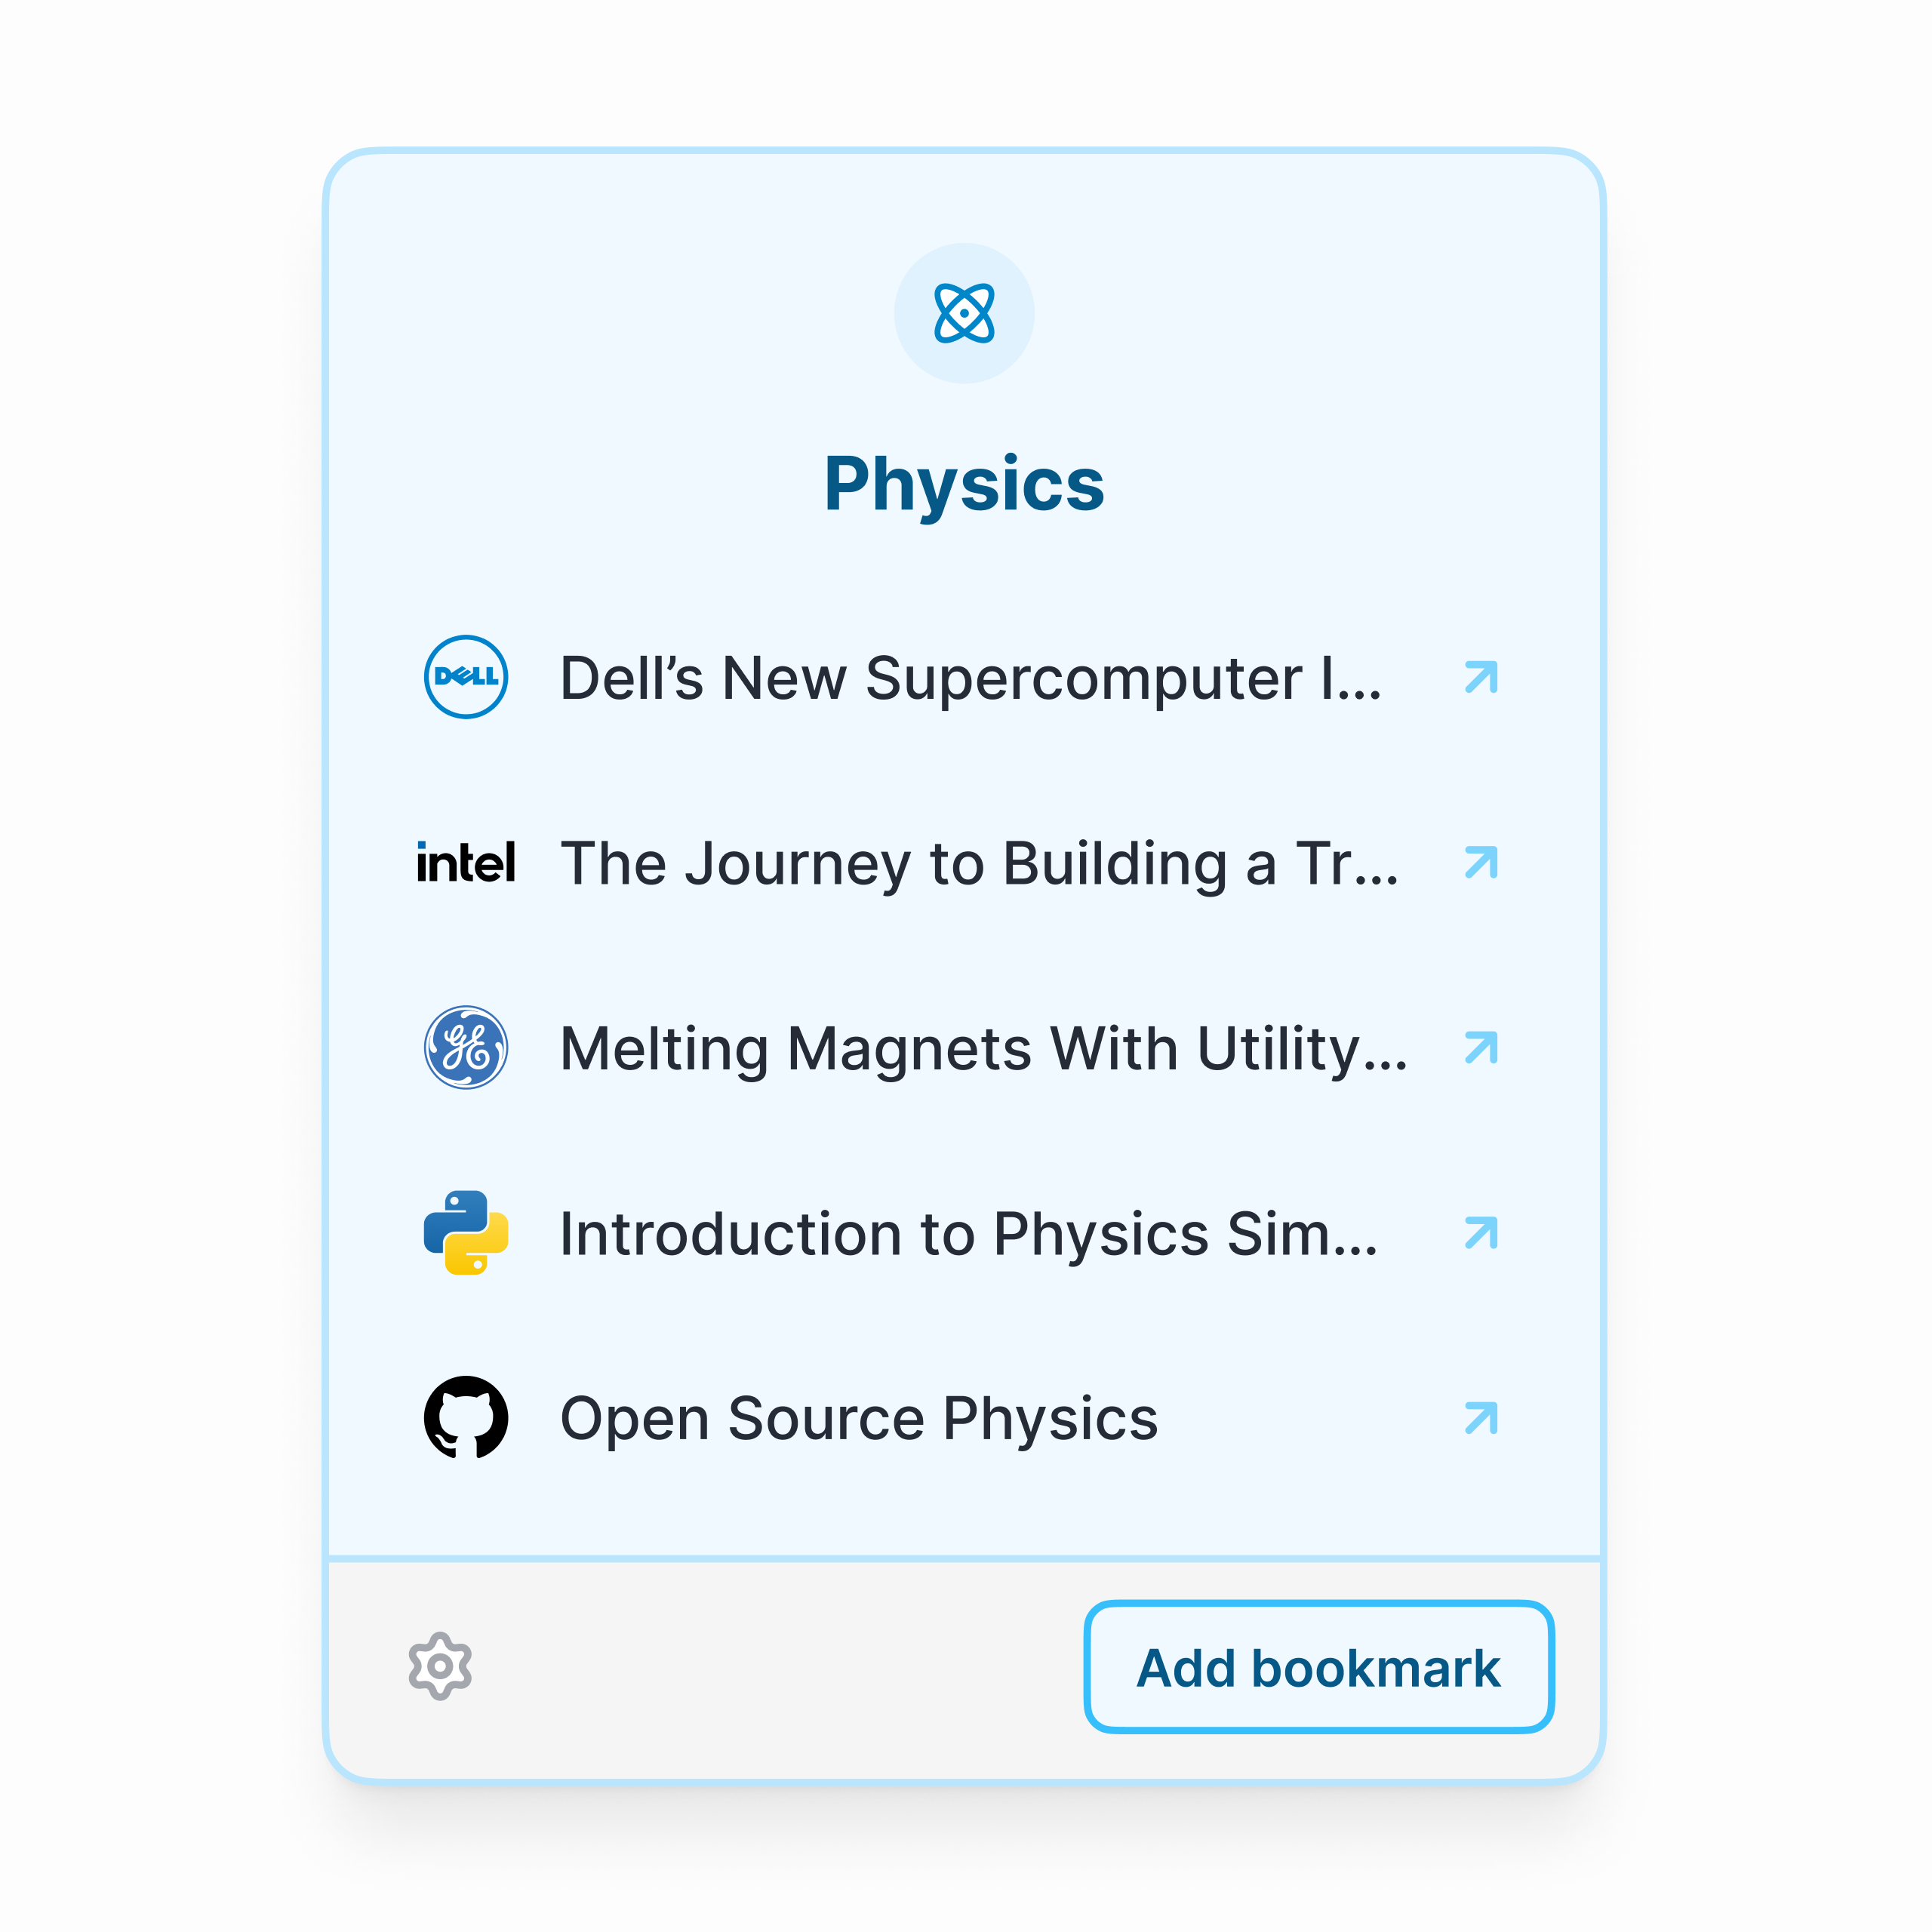 Physics
DELL Dell's New Supercomputer I...
intel The Journey to Building a Tr...
GE Melting Magnets With Utility...
Introduction to Physics Sim...
Open Source Physics
Add bookmark